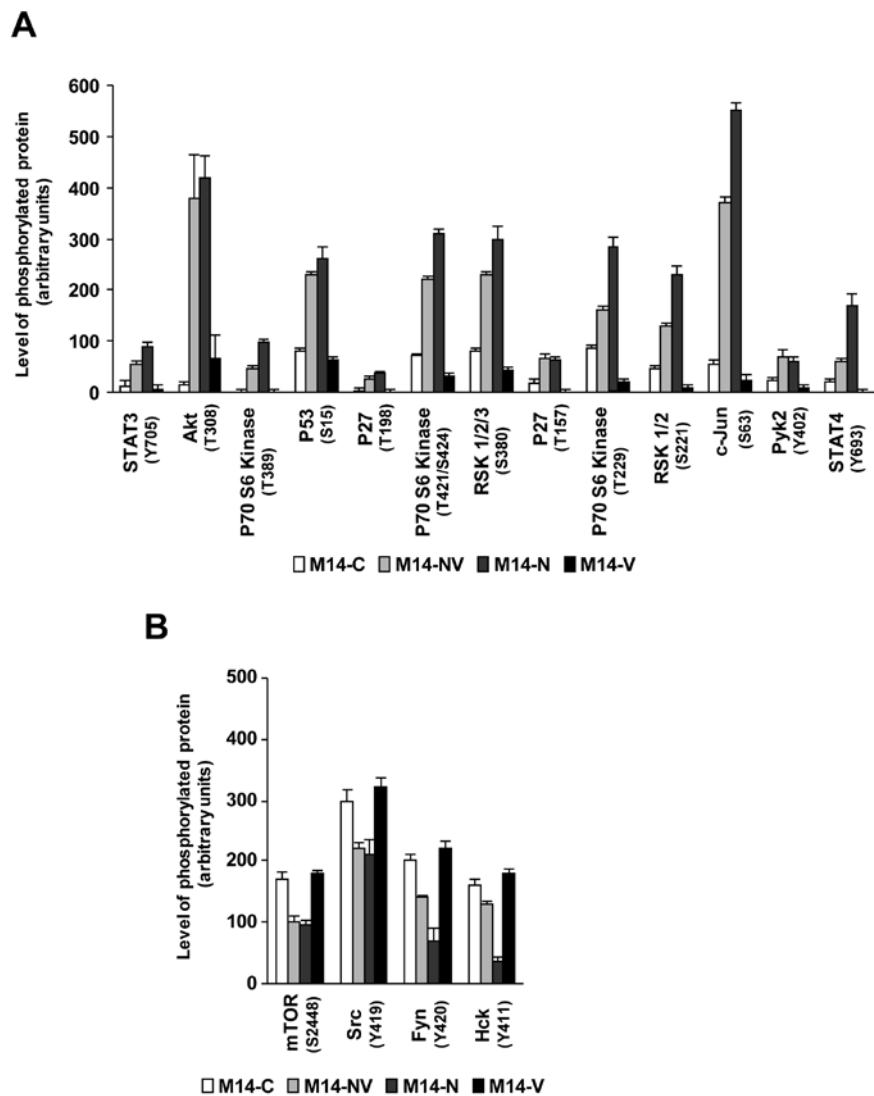 A
Level of phosphorylated protein
(arbitrary units)
600
500
400
300
200
100
0
STAT3
(Y705)
Akt
(T308)
P70 S6 Kinase
(T389)
P53
(S15)
P27
(T198)
P70 S6 Kinase
(T421/S424)
RSK 1/2/3
(S380)
P27
(T157)
P70 S6 Kinase
(T229)
RSK 1/2
(S221)
c-Jun
(S63)
Pyk2
(Y402)
STAT4
(Y693)
M14-C M14-NV M14-N M14-V
B
Level of phosphorylated protein
(arbitrary units)
500
400
300
200
100
0
mTOR
(S2448)
Src
(Y419)
Fyn
(Y420)
Hck
(Y411)
M14-C M14-NV M14-N M14-V